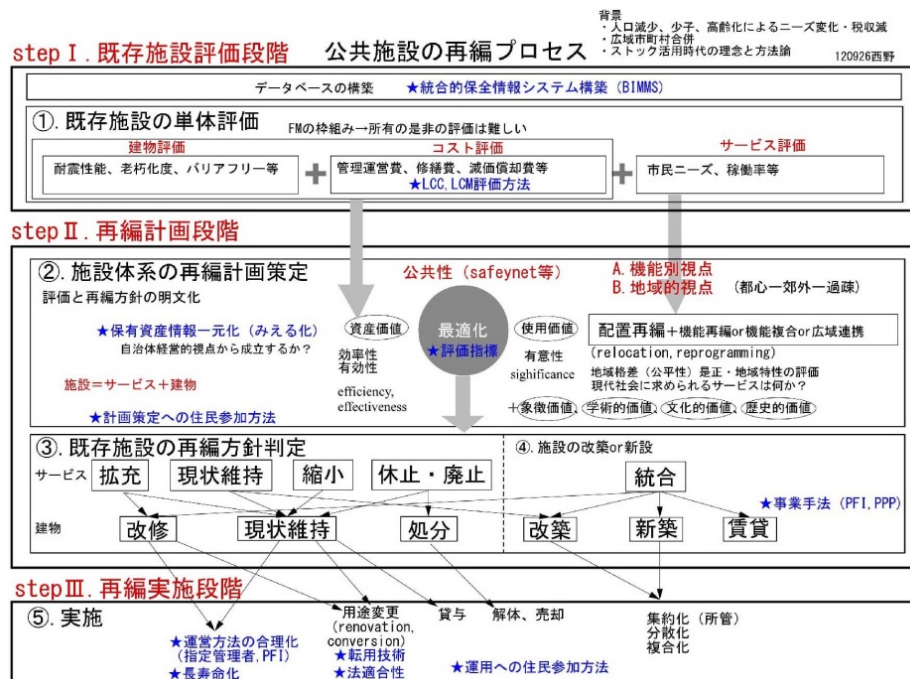 背景
・人口減少、少子、高齢化によるニーズ変化・税収減
・広域市町村合併
・ストック活用時代の理念と方法論
120926西野
stepⅠ. 既存施設評価段階
公共施設の再編プロセス
データベースの構築 ★統合的保全情報システム構築（BIMMS）
①. 既存施設の単体評価
FMの枠組み→所有の是非の評価は難しい
建物評価
耐震性能、老朽化度、バリアフリー等
+
コスト評価
管理運営費、修繕費、減価償却費等
★LCC, LCM評価方法
+
サービス評価
市民ニーズ、稼働率等
stepⅡ. 再編計画段階
②. 施設体系の再編計画策定
評価と再編方針の明文化
★保有資産情報一元化（みえる化）
自治体経営的視点から成立するか？
施設＝サービス＋建物
★計画策定への住民参加方法
公共性（safeynet等）
資産価値
効率性
有効性
efficiency,
effectiveness
最適化
★評価指標
使用価値
有意性
sighificance
A. 機能別視点
B. 地域的視点
（都心ー郊外ー過疎）
配置再編＋機能再編or機能複合or広域連携
(relocation, reprogramming)
地域格差（公平性）是正・地域特性の評価
現代社会に求められるサービスは何か？
＋象徴価値、学術的価値、文化的価値、歴史的価値
③. 既存施設の再編方針判定
サービス
拡充
現状維持
縮小
休止・廃止
建物
改修
現状維持
処分
④. 施設の改築or新設
統合
★事業手法（PFI, PPP）
改築
新築
賃貸
stepⅢ. 再編実施段階
⑤. 実施
★運営方法の合理化
(指定管理者, PFI)
★長寿命化
用途変更
(renovation,
conversion)
★転用技術
★法適合性
貸与
解体、売却
★運用への住民参加方法
集約化（所管）
分散化
複合化